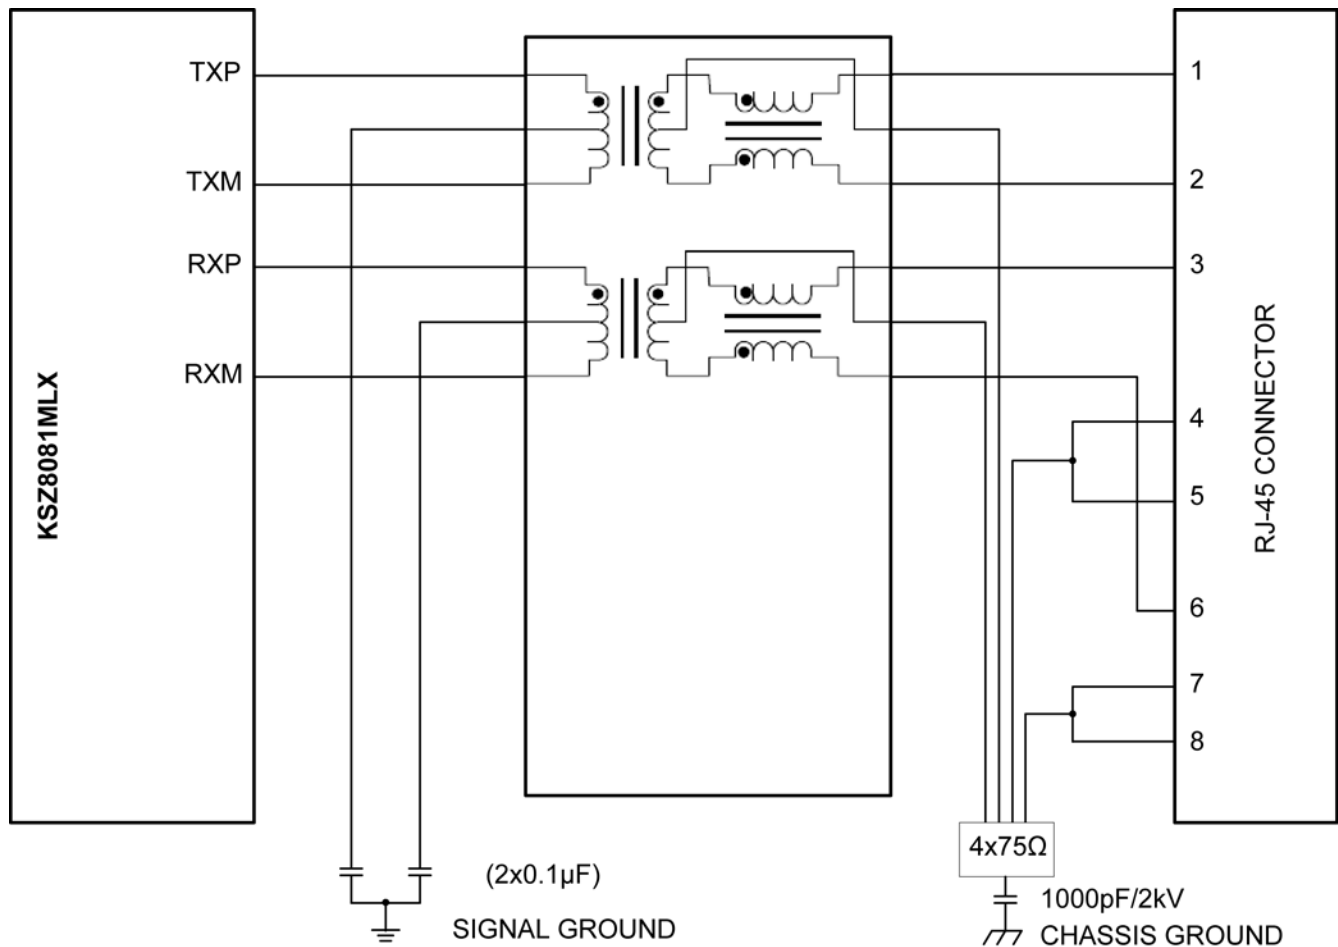 KSZ8081MLX
TXP
TXM
RXP
RXM
1
2
3
4
5
6
7
8
RJ-45 CONNECTOR
(2x0.1µF)
SIGNAL GROUND
4x75Ω
1000pF/2kV
CHASSIS GROUND